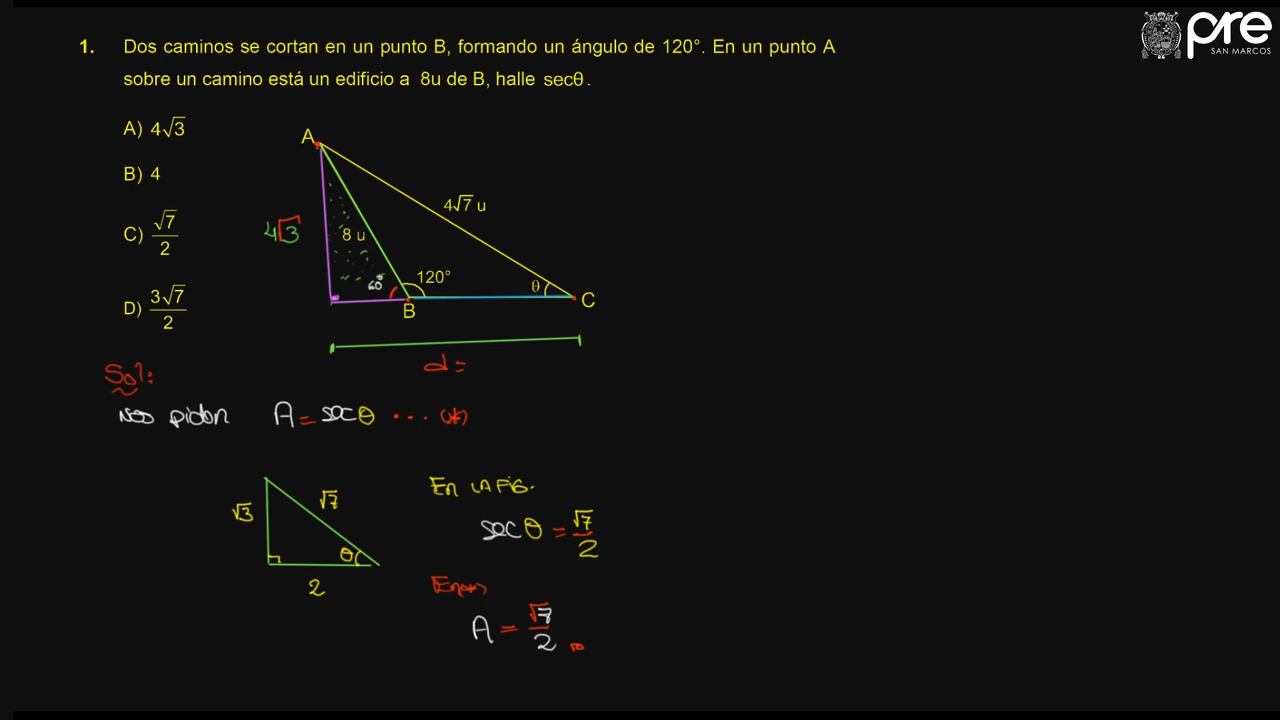 pre
SAN MARCOS
1. Dos caminos se cortan en un punto B, formando un ángulo de 120°. En un punto A
sobre un camino está un edificio a 8u de B, halle secθ.
A) 4√3
B) 4
C) √7/2
D) 3√7/2
A
4√7 u
4√3
8 u
60°
120°
θ
B
C
d =
Sol:
Nos piden A = secθ ... (*)
√3
√7
θ
2
En la Fig.
secθ = √7/2
En (*)
A = √7/2